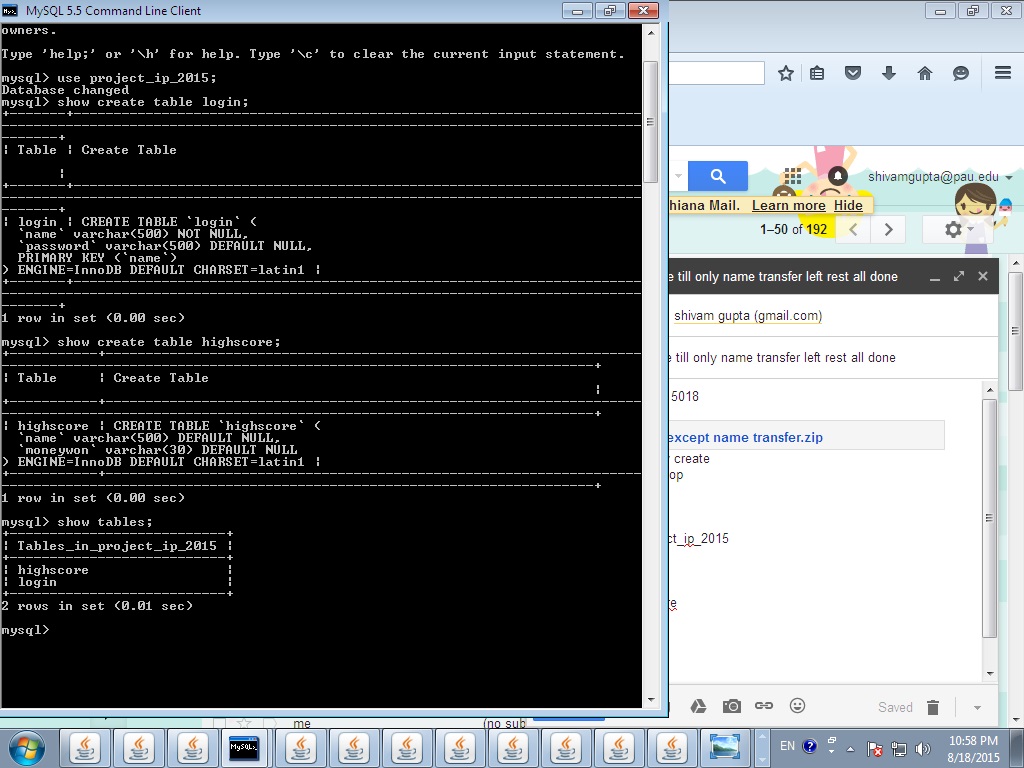 MySQL 5.5 Command Line Client
owners.
Type 'help;' or '\h' for help. Type '\c' to clear the current input statement.
mysql> use project_ip_2015;
Database changed
mysql> show create table login;
| Table | Create Table
| login | CREATE TABLE `login` (
`name` varchar(500) NOT NULL,
`password` varchar(500) DEFAULT NULL,
PRIMARY KEY (`name`)
) ENGINE=InnoDB DEFAULT CHARSET=latin1 |
1 row in set (0.00 sec)
mysql> show create table highscore;
| Table | Create Table
| highscore | CREATE TABLE `highscore` (
`name` varchar(500) DEFAULT NULL,
`moneywon` varchar(30) DEFAULT NULL
) ENGINE=InnoDB DEFAULT CHARSET=latin1 |
1 row in set (0.00 sec)
mysql> show tables;
| Tables_in_project_ip_2015 |
| highscore |
| login |
2 rows in set (0.01 sec)
mysql>
shivamgupta@pau.edu
hiana Mail. Learn more Hide
1–50 of 192
e till only name transfer left rest all done
shivam gupta (gmail.com)
e till only name transfer left rest all done
5018
except name transfer.zip
create
op
ct_ip_2015
re
Saved
me
(no sub
MySQL
EN
10:58 PM
8/18/2015